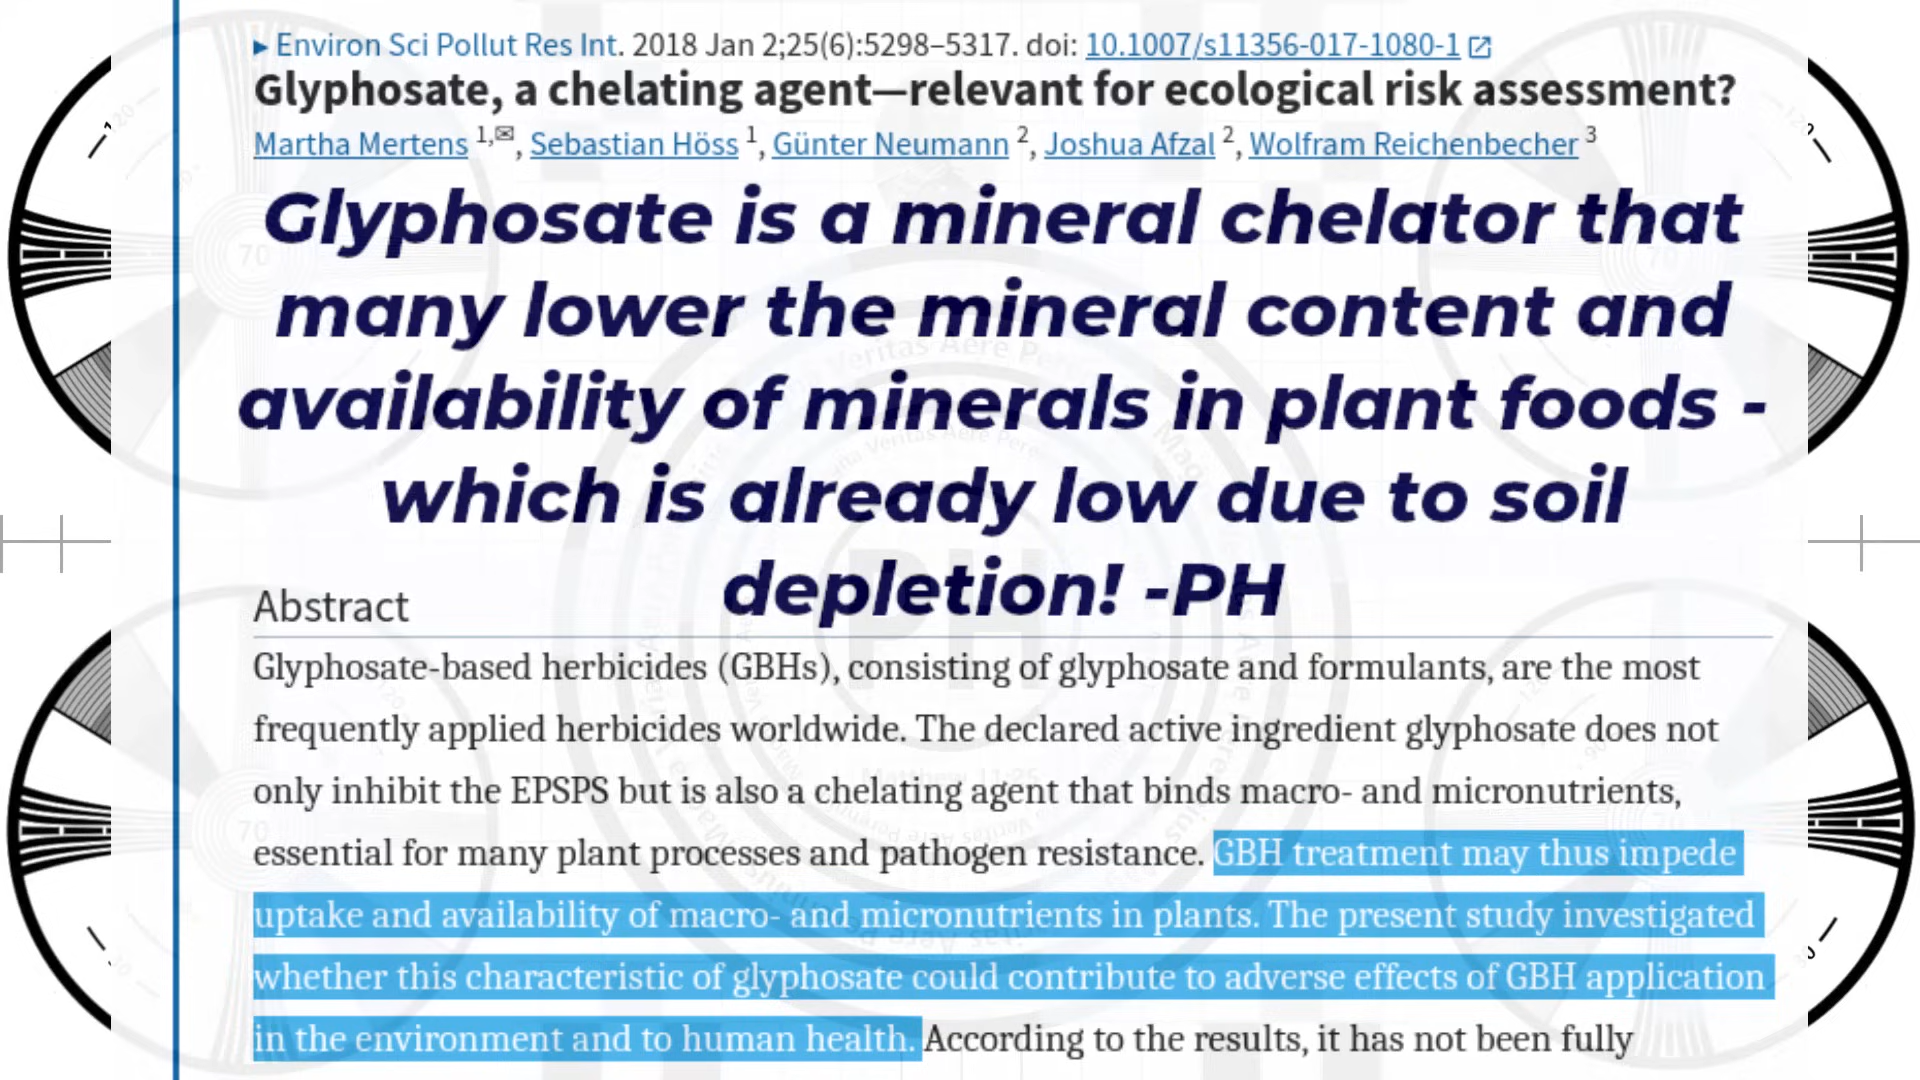 ▸ Environ Sci Pollut Res Int. 2018 Jan 2;25(6):5298–5317. doi: 10.1007/s11356-017-1080-1
Glyphosate, a chelating agent—relevant for ecological risk assessment?
Martha Mertens 1,✉, Sebastian Höss 1, Günter Neumann 2, Joshua Afzal 2, Wolfram Reichenbecher 3
Glyphosate is a mineral chelator that
many lower the mineral content and
availability of minerals in plant foods -
which is already low due to soil
depletion! -PH
Abstract
Glyphosate-based herbicides (GBHs), consisting of glyphosate and formulants, are the most
frequently applied herbicides worldwide. The declared active ingredient glyphosate does not
only inhibit the EPSPS but is also a chelating agent that binds macro- and micronutrients,
essential for many plant processes and pathogen resistance. GBH treatment may thus impede
uptake and availability of macro- and micronutrients in plants. The present study investigated
whether this characteristic of glyphosate could contribute to adverse effects of GBH application
in the environment and to human health. According to the results, it has not been fully